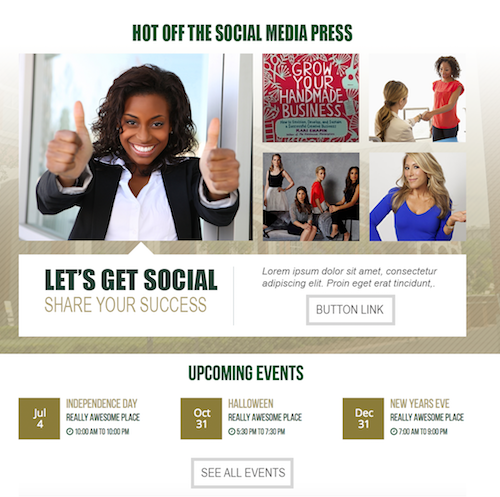 HOT OFF THE SOCIAL MEDIA PRESS
GROW
YOUR
HANDMADE
BUSINESS
KARI CHAPIN
LET'S GET SOCIAL
SHARE YOUR SUCCESS
Lorem ipsum dolor sit amet, consectetur
adipiscing elit. Proin eget erat tincidunt,.
BUTTON LINK
UPCOMING EVENTS
Jul
4
INDEPENDENCE DAY
REALLY AWESOME PLACE
10:00 AM TO 10:00 PM
Oct
31
HALLOWEEN
REALLY AWESOME PLACE
5:30 PM TO 7:30 PM
Dec
31
NEW YEARS EVE
REALLY AWESOME PLACE
7:00 AM TO 9:00 PM
SEE ALL EVENTS